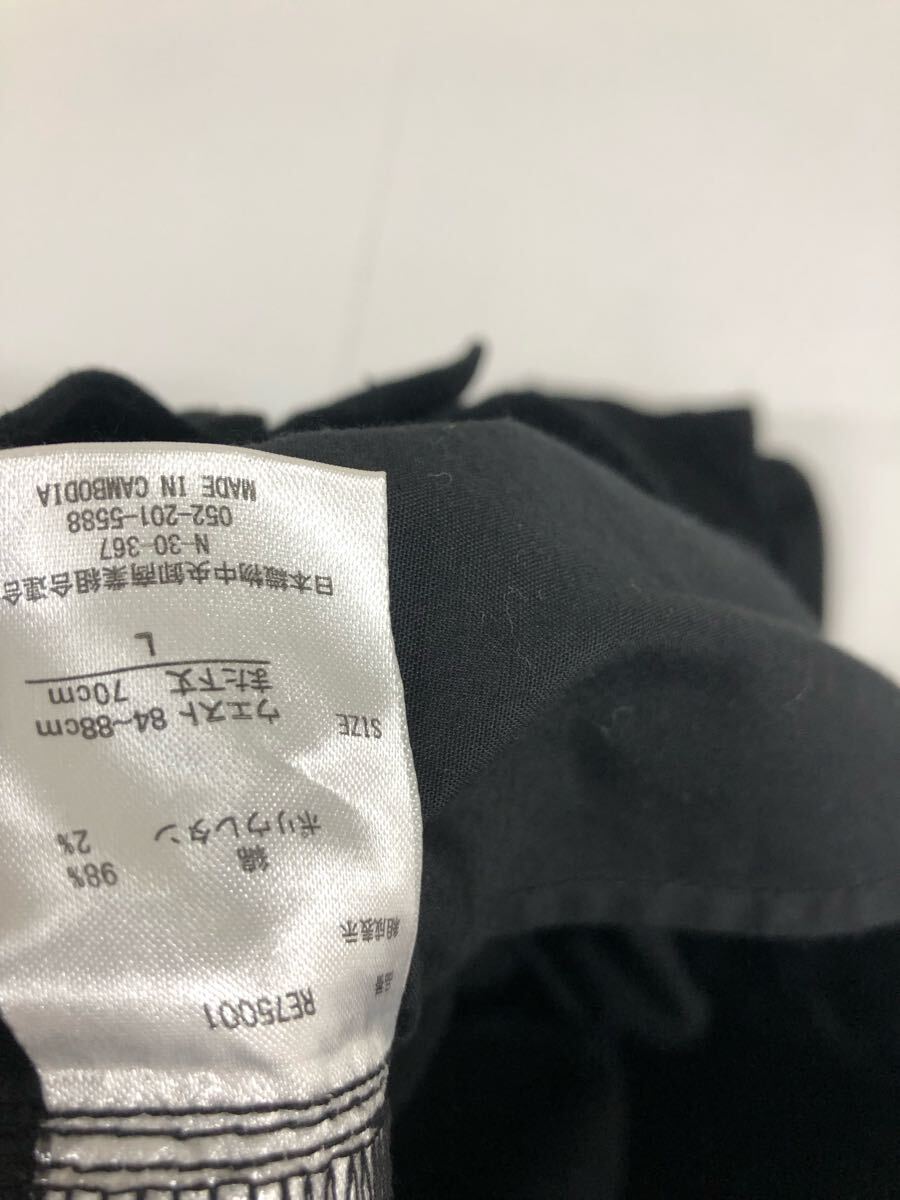 品番 RE75001
組成表示
綿 98%
ポリウレタン 2%
SIZE
ウエスト 84~88cm
また下丈 70cm
L
日本織物中央卸商業組合連合
N-30-367
052-201-5588
MADE IN CAMBODIA